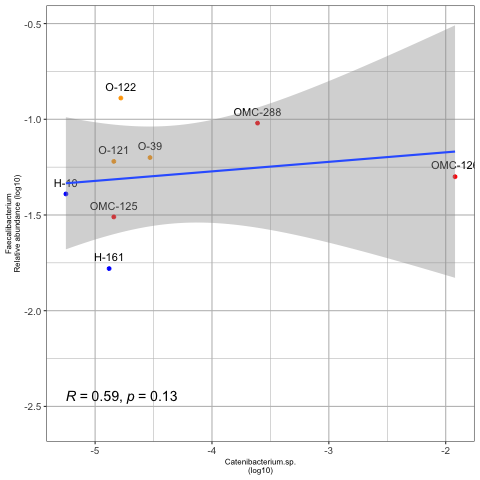 -0.5
O-122
-1.0
OMC-288
O-121
O-39
OMC-126
H-40
OMC-125
-1.5
H-161
-2.0
R = 0.59, p = 0.13
-2.5
-5
-4
-3
-2
Catenibacterium.sp.
(log10)
Faecalibacterium
Relative abundance (log10)